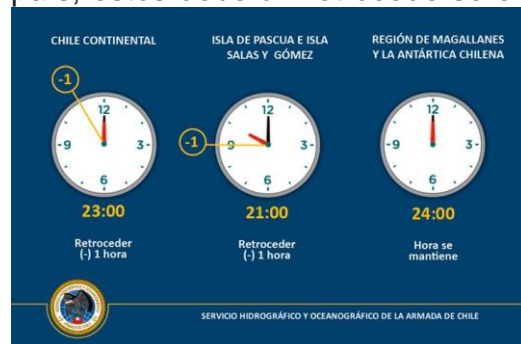 CHILE CONTINENTAL
-1
12
3-
6
-9
23:00
Retroceder
(-) 1 hora
ISLA DE PASCUA E ISLA
SALAS Y GÓMEZ
-1
12
3-
6
9
21:00
Retroceder
(-) 1 hora
REGIÓN DE MAGALLANES
Y LA ANTÁRTICA CHILENA
12
3-
6
-9
24:00
Hora se
mantiene
SERVICIO HIDROGRÁFICO Y OCEANOGRÁFICO DE LA ARMADA DE CHILE